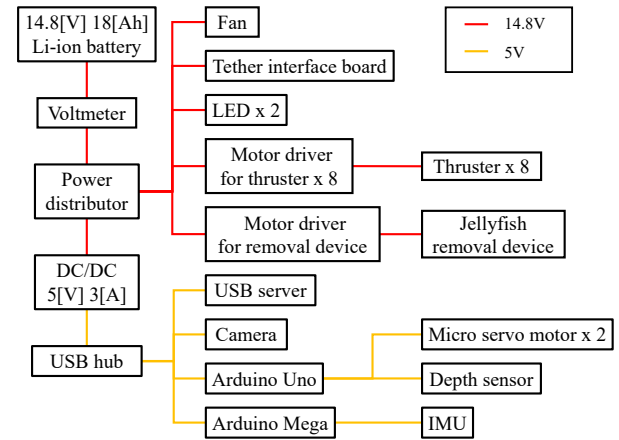 14.8[V] 18[Ah]
Li-ion battery
Voltmeter
Power
distributor
DC/DC
5[V] 3[A]
USB hub
Fan
Tether interface board
LED x 2
Motor driver
for thruster x 8
Thruster x 8
Motor driver
for removal device
Jellyfish
removal device
USB server
Camera
Arduino Uno
Micro servo motor x 2
Depth sensor
Arduino Mega
IMU
14.8V
5V